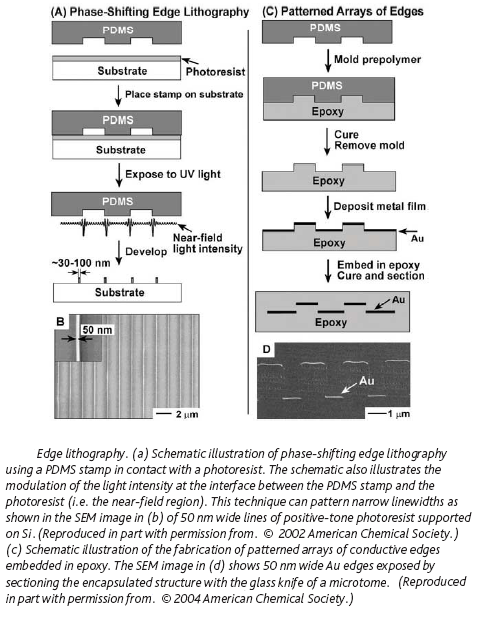 (A) Phase-Shifting Edge Lithography
PDMS
Photoresist
Substrate
Place stamp on substrate
PDMS
Substrate
Expose to UV light
PDMS
Near-field
light intensity
Develop
~30-100 nm
Substrate
B
50 nm
2 μm
(C) Patterned Arrays of Edges
PDMS
Mold prepolymer
PDMS
Epoxy
Cure
Remove mold
Epoxy
Deposit metal film
Au
Epoxy
Embed in epoxy
Cure and section
Au
Epoxy
D
Au
1 μm
Edge lithography. (a) Schematic illustration of phase-shifting edge lithography
using a PDMS stamp in contact with a photoresist. The schematic also illustrates the
modulation of the light intensity at the interface between the PDMS stamp and the
photoresist (i.e. the near-field region). This technique can pattern narrow linewidths as
shown in the SEM image in (b) of 50 nm wide lines of positive-tone photoresist supported
on Si. (Reproduced in part with permission from. © 2002 American Chemical Society.)
(c) Schematic illustration of the fabrication of patterned arrays of conductive edges
embedded in epoxy. The SEM image in (d) shows 50 nm wide Au edges exposed by
sectioning the encapsulated structure with the glass knife of a microtome. (Reproduced
in part with permission from. © 2004 American Chemical Society.)